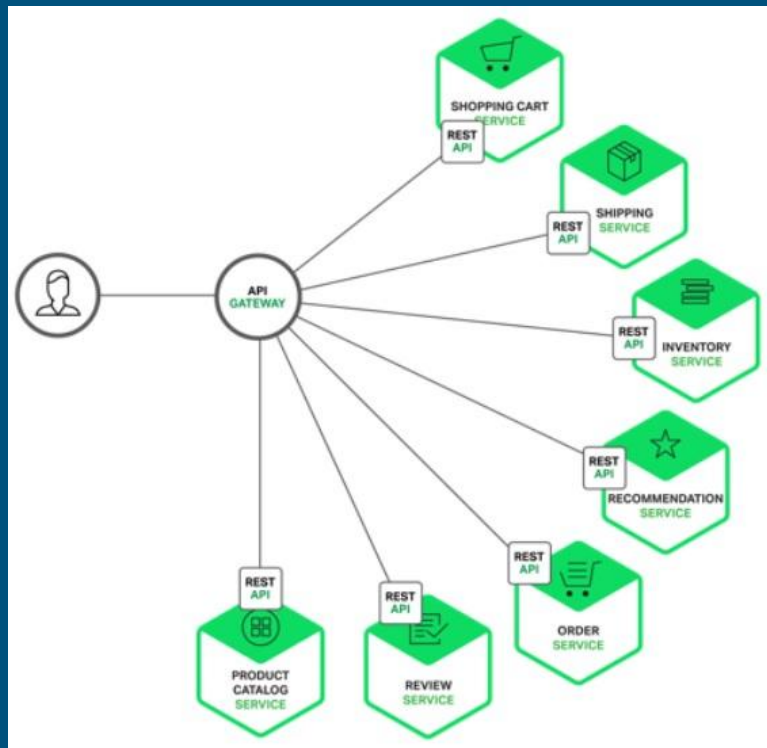 SHOPPING CART
SERVICE
REST
API
SHIPPING
SERVICE
REST
API
API
GATEWAY
INVENTORY
SERVICE
REST
API
RECOMMENDATION
SERVICE
REST
API
ORDER
SERVICE
REST
API
REVIEW
SERVICE
REST
API
PRODUCT
CATALOG
SERVICE
REST
API